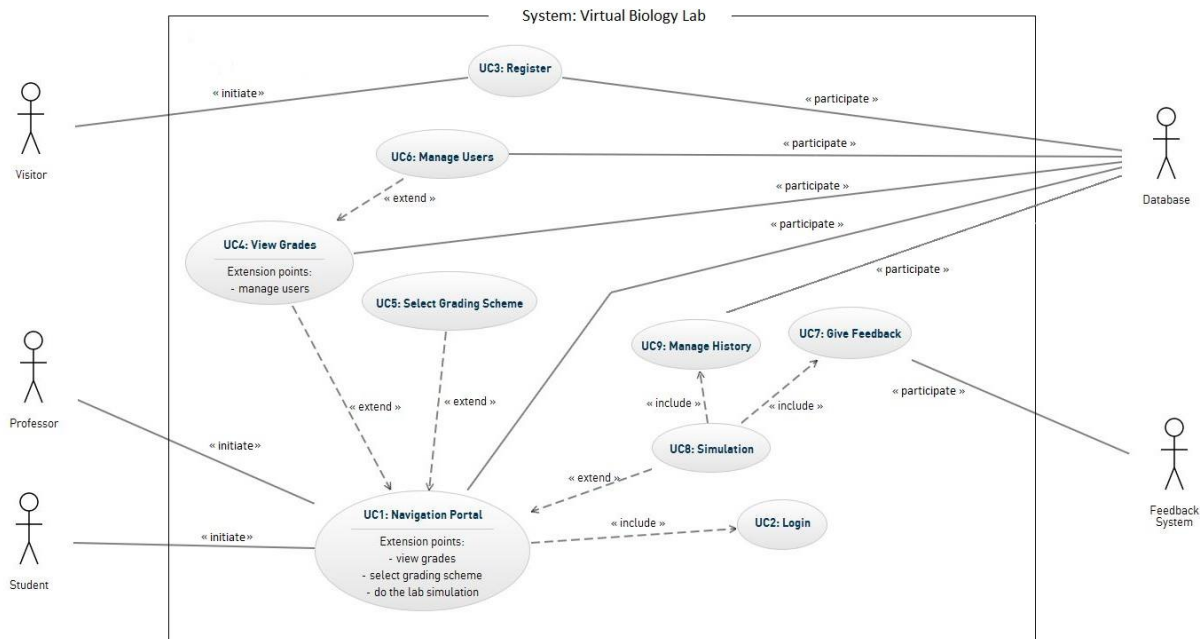 System: Virtual Biology Lab
UC3: Register
« initiate »
« participate »
Visitor
UC6: Manage Users
« participate »
Database
« extend »
« participate »
UC4: View Grades
Extension points:
- manage users
« participate »
« participate »
UC5: Select Grading Scheme
UC9: Manage History
UC7: Give Feedback
Professor
« extend »
« extend »
« include »
« include »
« participate »
« initiate»
UC8: Simulation
« extend »
Feedback
System
UC1: Navigation Portal
« include »
UC2: Login
« initiate»
Extension points:
- view grades
- select grading scheme
- do the lab simulation
Student